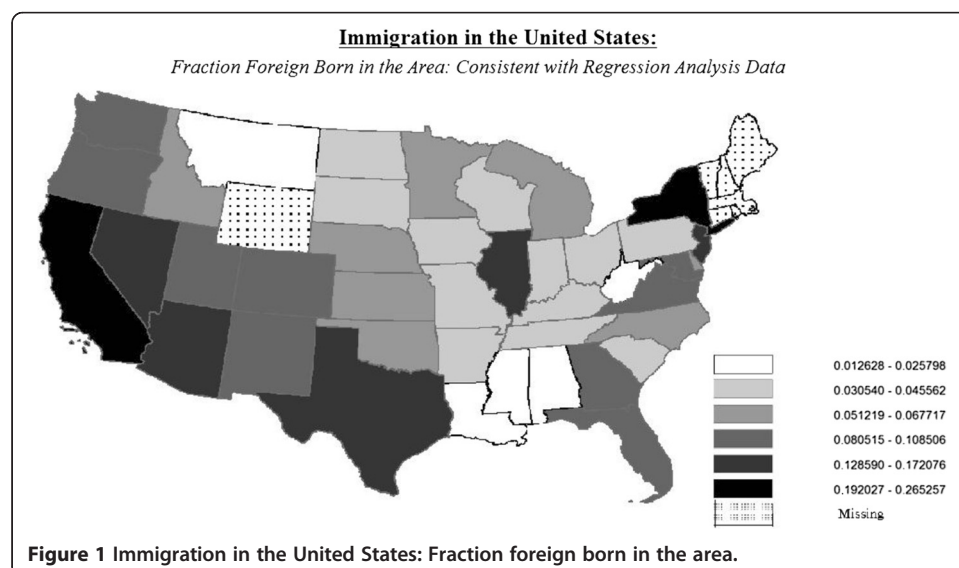 Immigration in the United States:
Fraction Foreign Born in the Area: Consistent with Regression Analysis Data
0.012628 - 0.025798
0.030540 - 0.045562
0.051219 - 0.067717
0.080515 - 0.108506
0.128590 - 0.172076
0.192027 - 0.265257
Missing
Figure 1 Immigration in the United States: Fraction foreign born in the area.